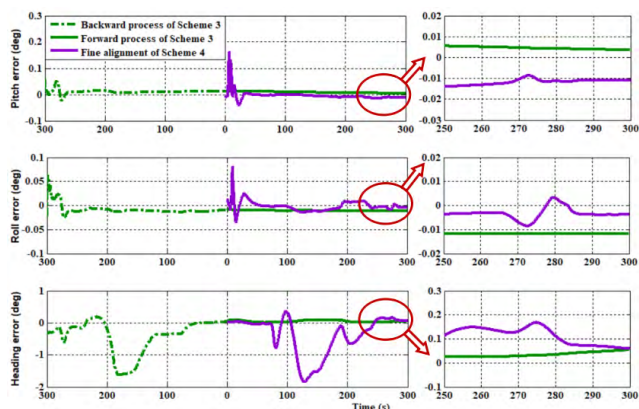 Backward process of Scheme 3
Forward process of Scheme 3
Fine alignment of Scheme 4
Pitch error (deg)
0.3
0.2
0.1
0
-0.1
300 200 100 0 100 200 300
0.02
0.01
0
-0.01
-0.03
250 260 270 280 290 300
Roll error (deg)
0.1
0.05
0
-0.05
-0.1
300 200 100 0 100 200 300
0.02
0.01
0
-0.01
250 260 270 280 290 300
Heading error (deg)
1
0
-1
2
300 200 100 0 100 200 300
Time (s)
0.3
0.2
0.1
0
0.1
250 260 270 280 290 300